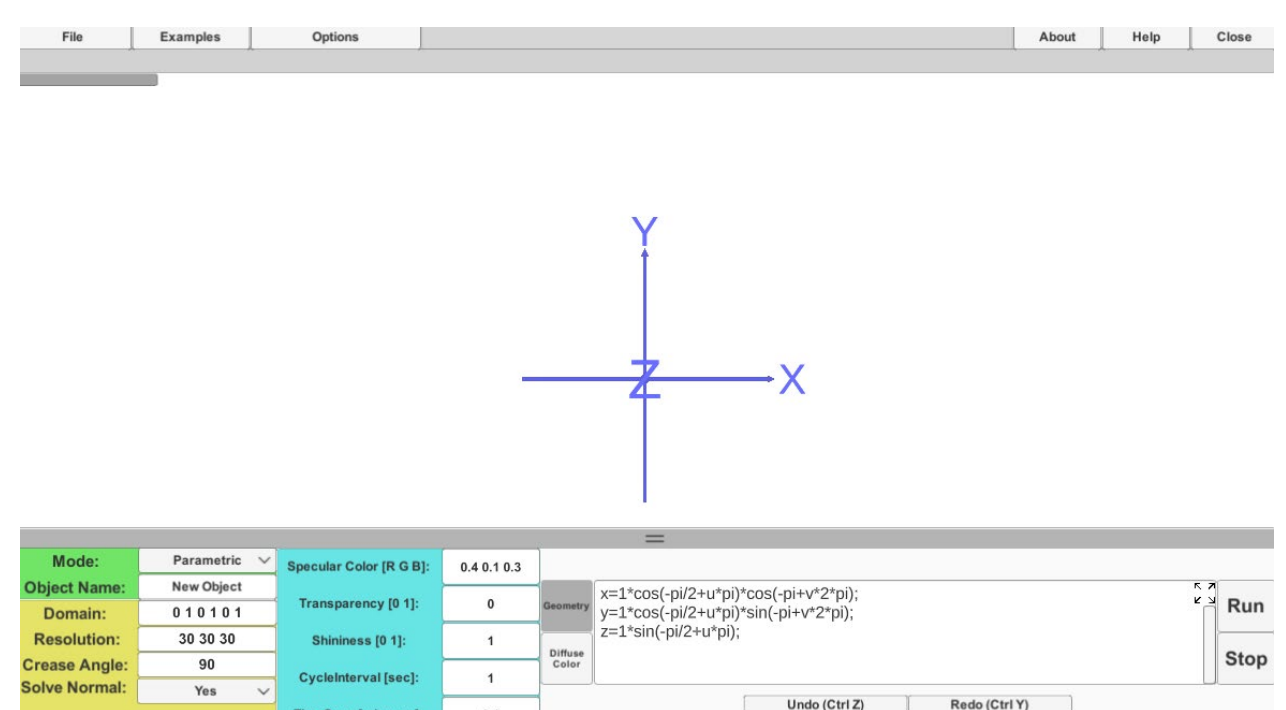 File Examples Options About Help Close
Y
Z X
Mode: Parametric
Object Name: New Object
Domain: 0 1 0 1 0 1
Resolution: 30 30 30
Crease Angle: 90
Solve Normal: Yes
Specular Color [R G B]: 0.4 0.1 0.3
Transparency [0 1]: 0
Shininess [0 1]: 1
CycleInterval [sec]: 1
Geometry
Diffuse
Color
x=1*cos(-pi/2+u*pi)*cos(-pi+v*2*pi);
y=1*cos(-pi/2+u*pi)*sin(-pi+v*2*pi);
z=1*sin(-pi/2+u*pi);
Run
Stop
Undo (Ctrl Z) Redo (Ctrl Y)